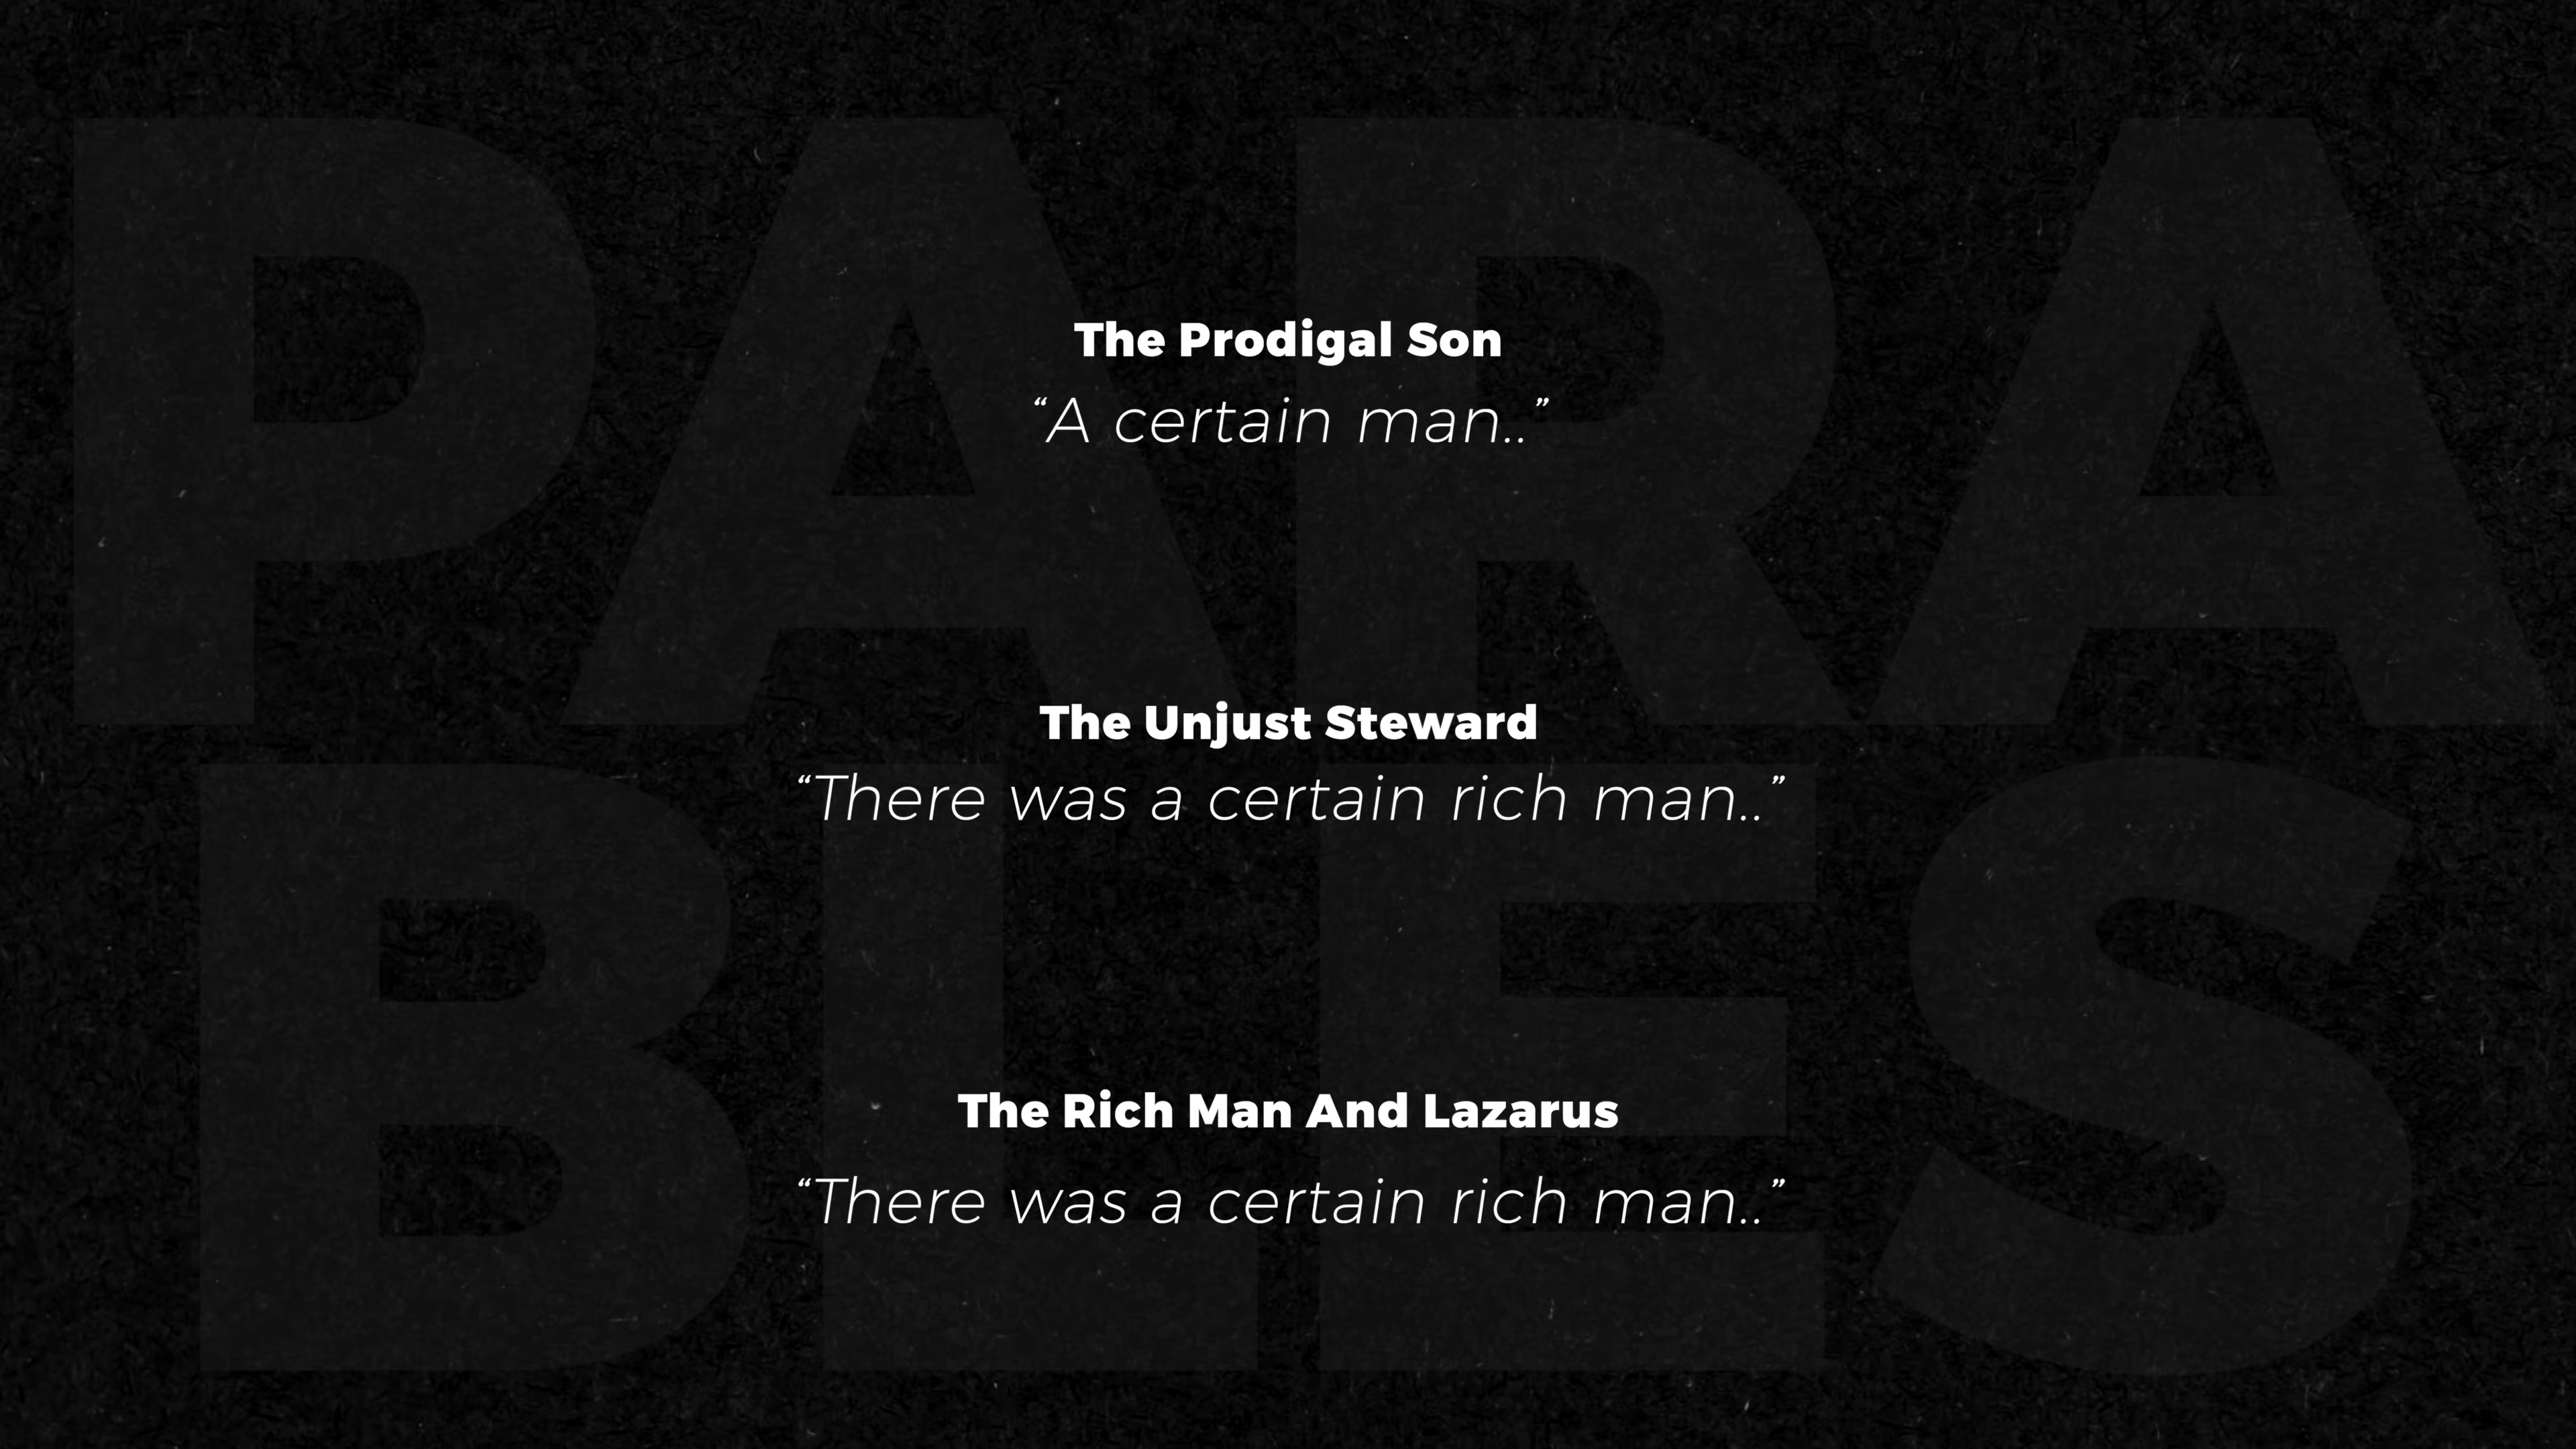 PARA
BLES
The Prodigal Son
“A certain man..”
The Unjust Steward
“There was a certain rich man..”
The Rich Man And Lazarus
“There was a certain rich man..”